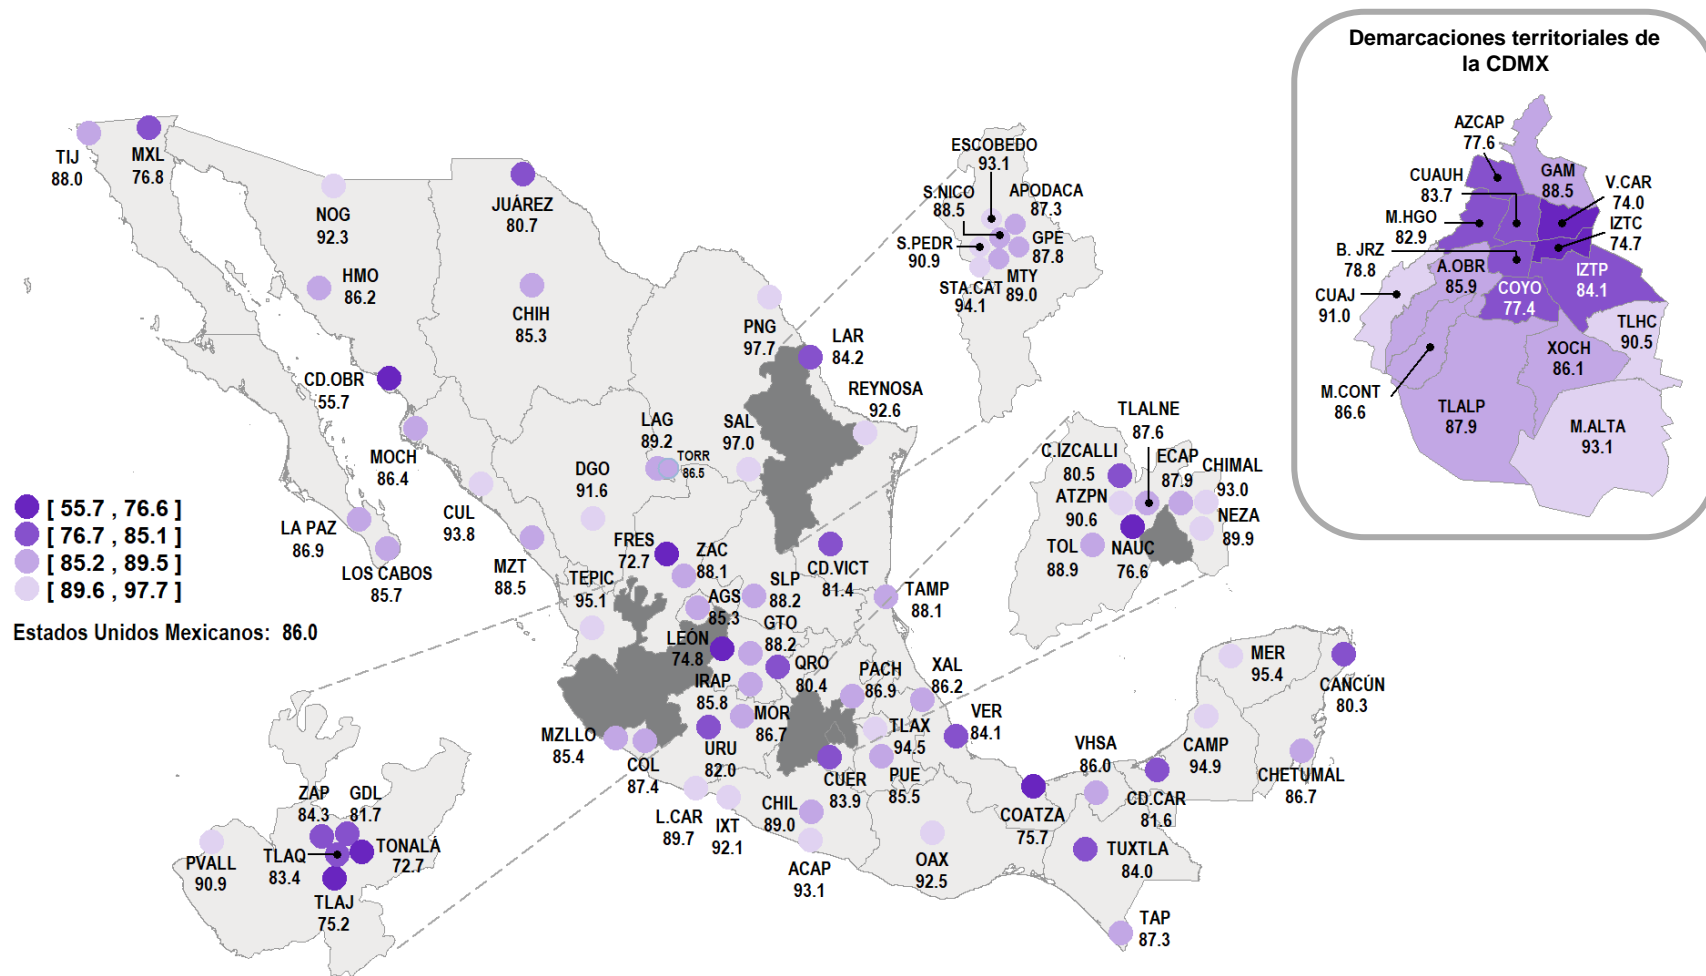 Demarcaciones territoriales de
la CDMX
AZCAP
77.6
CUAUH
83.7
GAM
88.5
V.CAR
74.0
M.HGO
82.9
IZTC
74.7
B. JRZ
78.8
A.OBR
85.9
IZTP
84.1
COYO
77.4
CUAJ
91.0
TLHC
90.5
XOCH
86.1
M.CONT
86.6
TLALP
87.9
M.ALTA
93.1
TIJ
88.0
MXL
76.8
NOG
92.3
JUÁREZ
80.7
HMO
86.2
CHIH
85.3
ESCOBEDO
93.1
S.NICO
88.5
APODACA
87.3
S.PEDR
90.9
GPE
87.8
MTY
89.0
STA.CAT
94.1
PNG
97.7
LAR
84.2
REYNOSA
92.6
CD.OBR
55.7
MOCH
86.4
LAG
89.2
TORR
86.5
SAL
97.0
DGO
91.6
CUL
93.8
LA PAZ
86.9
LOS CABOS
85.7
MZT
88.5
FRES
72.7
ZAC
88.1
TEPIC
95.1
AGS
85.3
SLP
88.2
CD.VICT
81.4
TAMP
88.1
TLALNE
87.6
C.IZCALLI
80.5
ECAP
87.9
CHIMAL
93.0
ATZPN
90.6
NEZA
89.9
TOL
88.9
NAUC
76.6
[ 55.7 , 76.6 ]
[ 76.7 , 85.1 ]
[ 85.2 , 89.5 ]
[ 89.6 , 97.7 ]
Estados Unidos Mexicanos: 86.0
LEÓN
74.8
GTO
88.2
IRAP
85.8
QRO
80.4
PACH
86.9
XAL
86.2
MZLLO
85.4
COL
87.4
URU
82.0
MOR
86.7
TLAX
94.5
VER
84.1
CUER
83.9
PUE
85.5
L.CAR
89.7
IXT
92.1
CHIL
89.0
ACAP
93.1
OAX
92.5
COATZA
75.7
VHSA
86.0
CD.CAR
81.6
TUXTLA
84.0
TAP
87.3
MER
95.4
CANCÚN
80.3
CAMP
94.9
CHETUMAL
86.7
ZAP
84.3
GDL
81.7
TONALÁ
72.7
TLAQ
83.4
PVALL
90.9
TLAJ
75.2